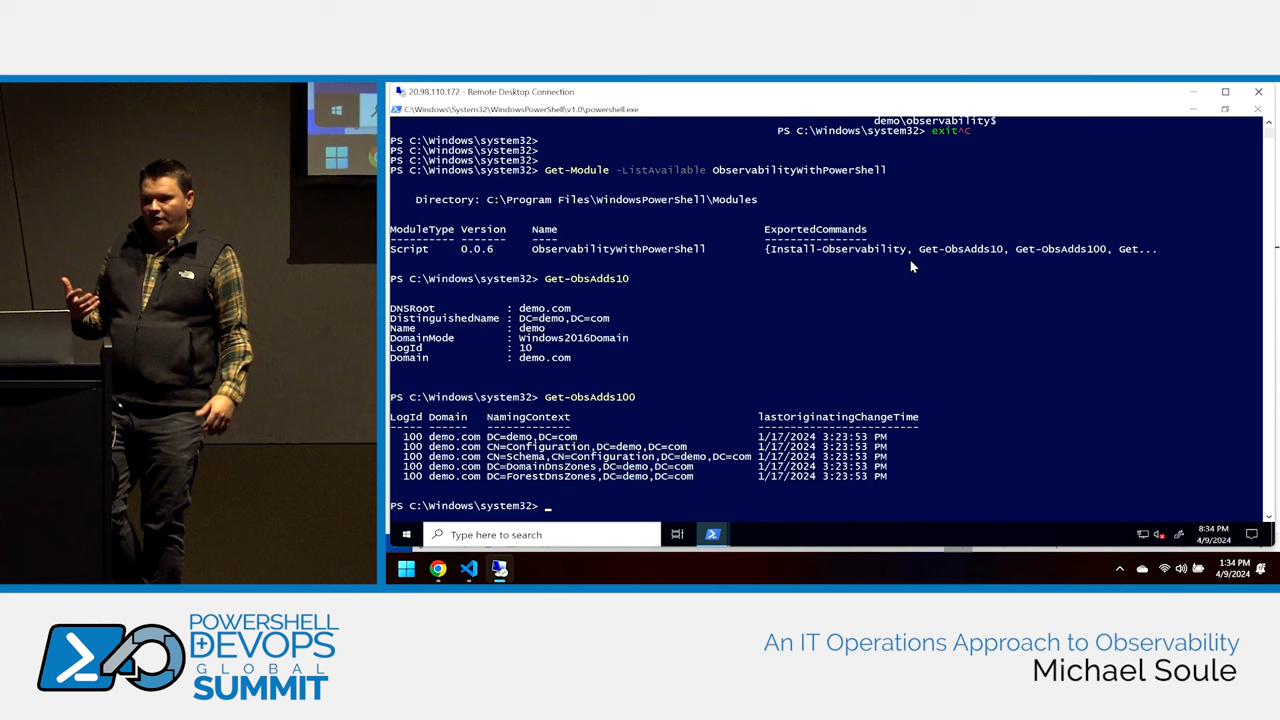 20.98.110.172 - Remote Desktop Connection
C:\Windows\System32\WindowsPowerShell\v1.0\powershell.exe
demo\observability$
PS C:\Windows\system32> exit^C
PS C:\Windows\system32>
PS C:\Windows\system32>
PS C:\Windows\system32>
PS C:\Windows\system32> Get-Module -ListAvailable ObservabilityWithPowerShell
Directory: C:\Program Files\WindowsPowerShell\Modules
ModuleType Version Name ExportedCommands
---------- ------- ---- ----------------
Script 0.0.6 ObservabilityWithPowerShell {Install-Observability, Get-ObsAdds10, Get-ObsAdds100, Get...
PS C:\Windows\system32> Get-ObsAdds10
DNSRoot : demo.com
DistinguishedName : DC=demo,DC=com
Name : demo
DomainMode : Windows2016Domain
LogId : 10
Domain : demo.com
PS C:\Windows\system32> Get-ObsAdds100
LogId Domain NamingContext lastOriginatingChangeTime
----- ------ ------------- -------------------------
100 demo.com DC=demo,DC=com 1/17/2024 3:23:53 PM
100 demo.com CN=Configuration,DC=demo,DC=com 1/17/2024 3:23:53 PM
100 demo.com CN=Schema,CN=Configuration,DC=demo,DC=com 1/17/2024 3:23:53 PM
100 demo.com DC=DomainDnsZones,DC=demo,DC=com 1/17/2024 3:23:53 PM
100 demo.com DC=ForestDnsZones,DC=demo,DC=com 1/17/2024 3:23:53 PM
PS C:\Windows\system32> _
Type here to search
8:34 PM
4/9/2024
1:34 PM
4/9/2024
POWERSHELL
DEVOPS
GLOBAL
SUMMIT
An IT Operations Approach to Observability
Michael Soule